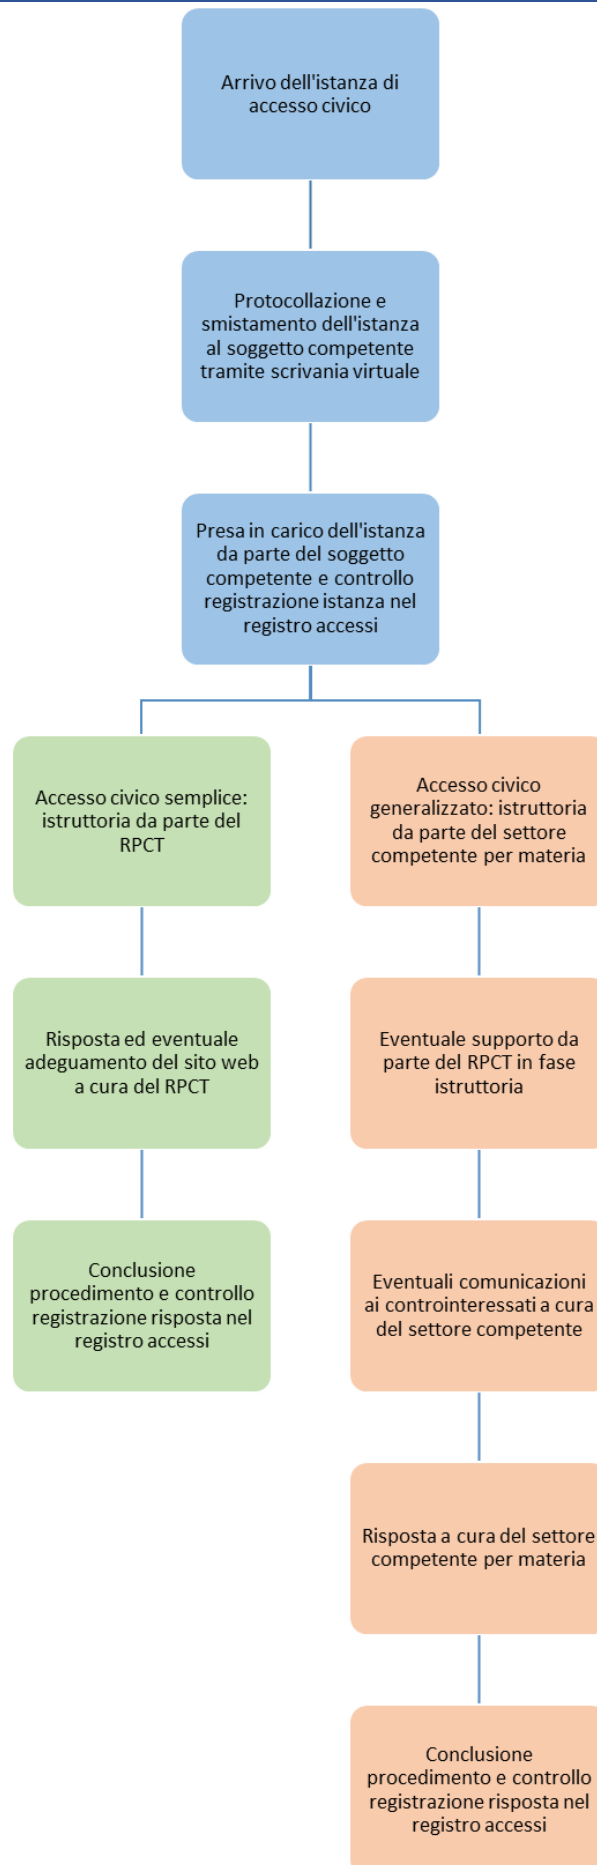 Arrivo dell'istanza di
accesso civico
Protocollazione e
smistamento dell'istanza
al soggetto competente
tramite scrivania virtuale
Presa in carico dell'istanza
da parte del soggetto
competente e controllo
registrazione istanza nel
registro accessi
Accesso civico semplice:
istruttoria da parte del
RPCT
Risposta ed eventuale
adeguamento del sito web
a cura del RPCT
Conclusione
procedimento e controllo
registrazione risposta nel
registro accessi
Accesso civico
generalizzato: istruttoria
da parte del settore
competente per materia
Eventuale supporto da
parte del RPCT in fase
istruttoria
Eventuali comunicazioni
ai controinteressati a cura
del settore competente
Risposta a cura del settore
competente per materia
Conclusione
procedimento e controllo
registrazione risposta nel
registro accessi